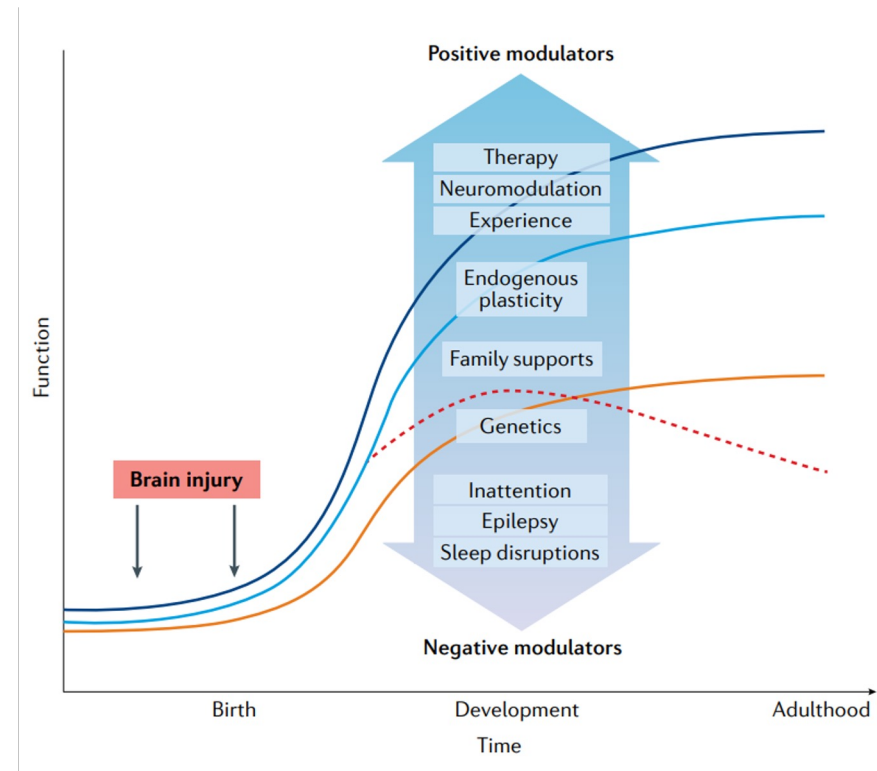 Positive modulators
Therapy
Neuromodulation
Experience
Endogenous
plasticity
Family supports
Genetics
Inattention
Epilepsy
Sleep disruptions
Negative modulators
Brain injury
Function
Birth
Development
Adulthood
Time